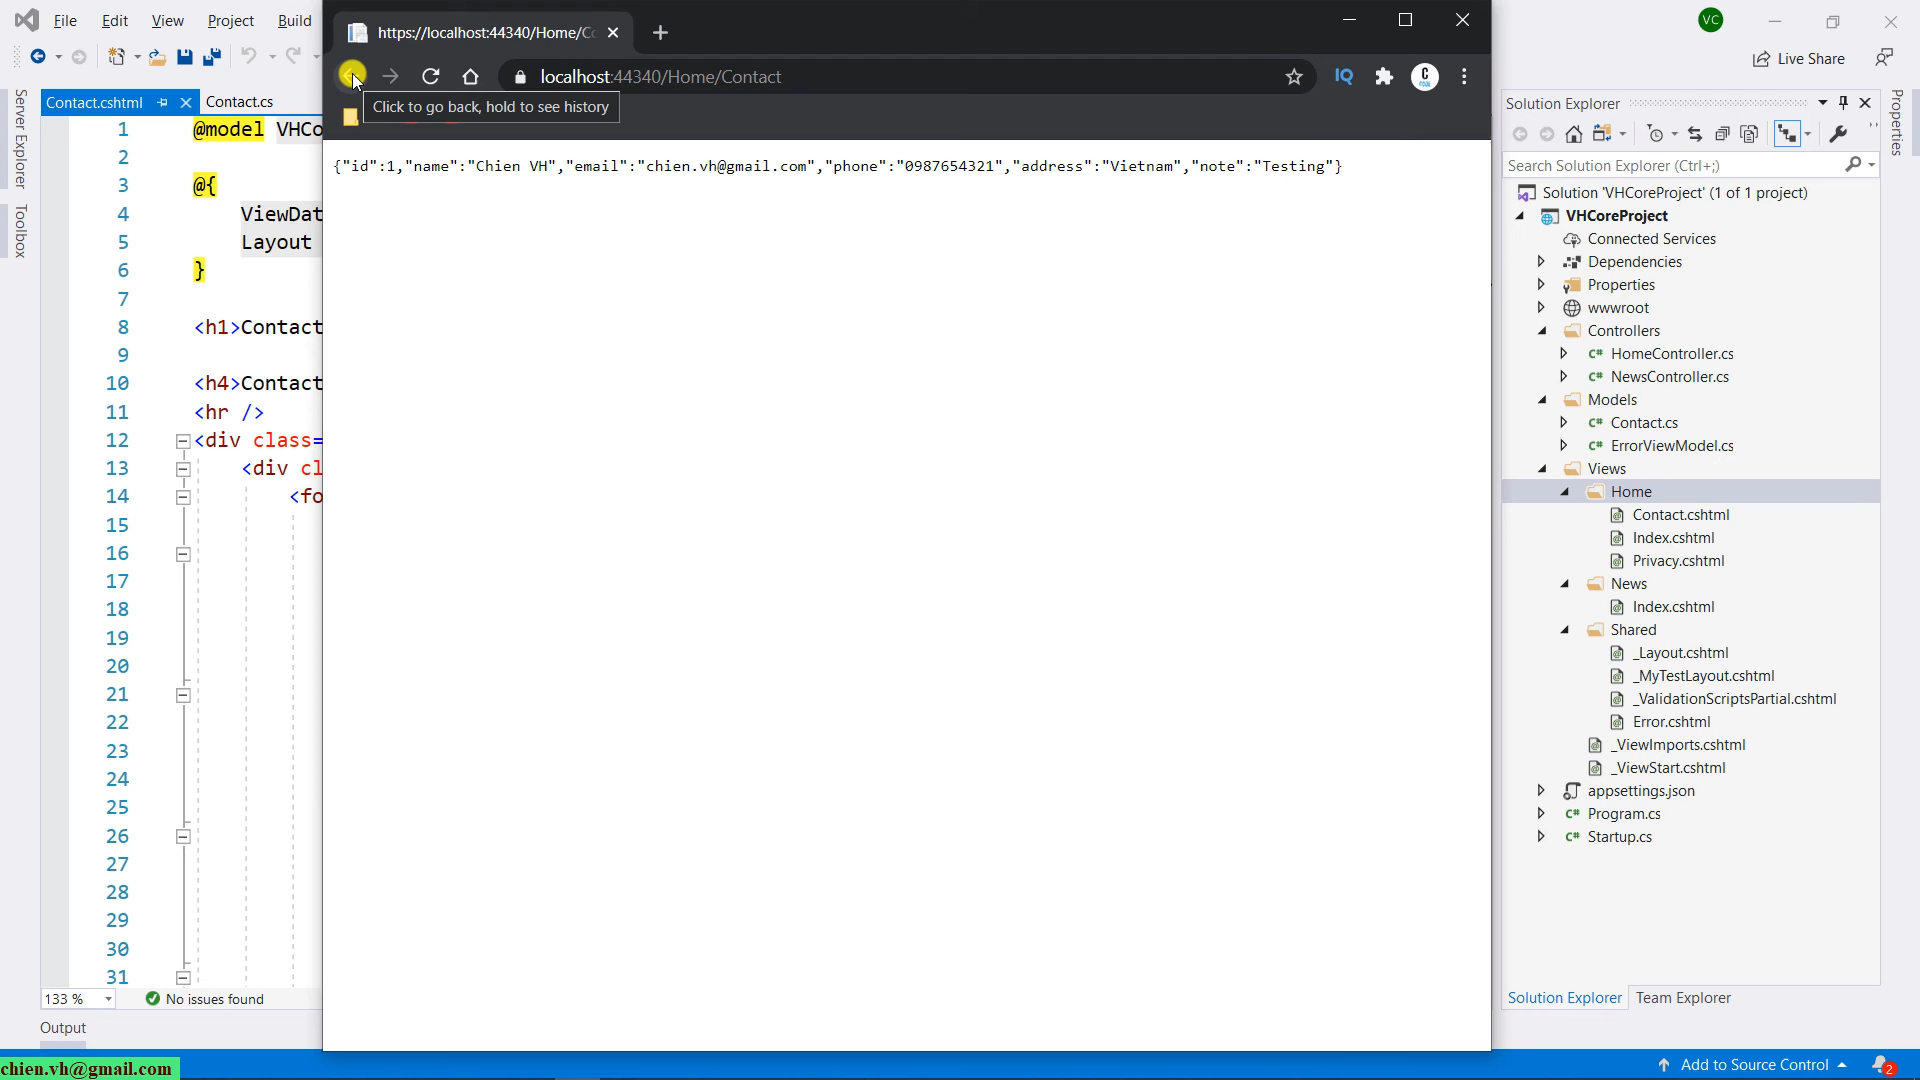 File Edit View Project Build
https://localhost:44340/Home/Co
VC
Live Share
localhost:44340/Home/Contact
Click to go back, hold to see history
Server Explorer
Toolbox
Contact.cshtml
Contact.cs
1 @model VHCo
2
3 @{
4 ViewDat
5 Layout
6 }
7
8 <h1>Contact
9
10 <h4>Contact
11 <hr />
12 <div class=
13 <div cl
14 <fo
15
16
17
18
19
20
21
22
23
24
25
26
27
28
29
30
31
{"id":1,"name":"Chien VH","email":"chien.vh@gmail.com","phone":"0987654321","address":"Vietnam","note":"Testing"}
133 %
No issues found
Output
chien.vh@gmail.com
Solution Explorer
Properties
Search Solution Explorer (Ctrl+;)
Solution 'VHCoreProject' (1 of 1 project)
VHCoreProject
Connected Services
Dependencies
Properties
wwwroot
Controllers
C# HomeController.cs
C# NewsController.cs
Models
C# Contact.cs
C# ErrorViewModel.cs
Views
Home
Contact.cshtml
Index.cshtml
Privacy.cshtml
News
Index.cshtml
Shared
_Layout.cshtml
_MyTestLayout.cshtml
_ValidationScriptsPartial.cshtml
Error.cshtml
_ViewImports.cshtml
_ViewStart.cshtml
appsettings.json
C# Program.cs
C# Startup.cs
Solution Explorer Team Explorer
Add to Source Control
2